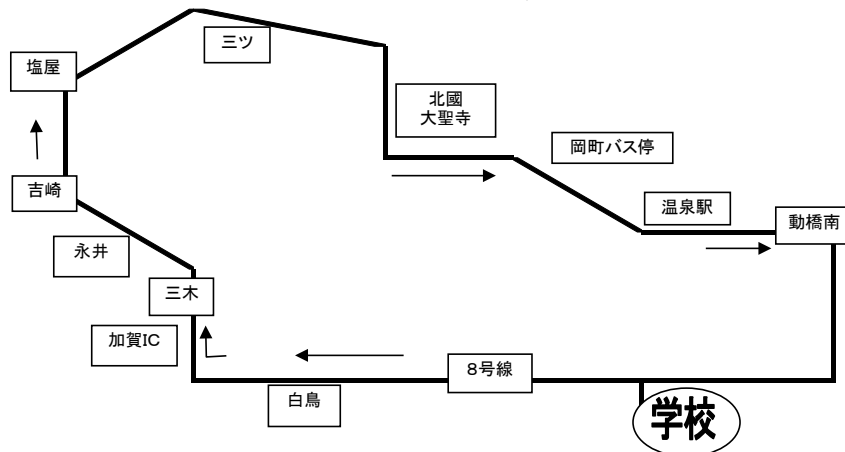 三ツ
塩屋
北國
大聖寺
岡町バス停
吉崎
温泉駅
動橋南
永井
三木
加賀IC
8号線
白鳥
学校